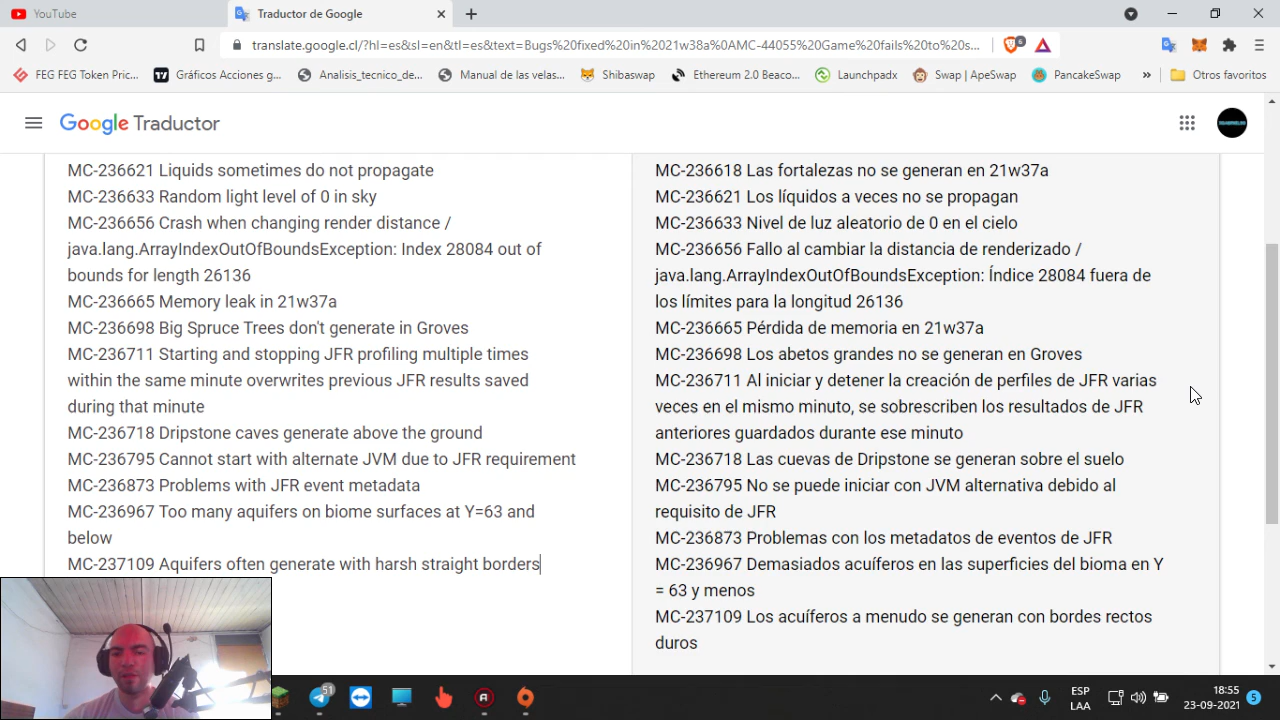 YouTube
Traductor de Google
translate.google.cl/?hl=es&sl=en&tl=es&text=Bugs%20fixed%20in%2021w38a%0AMC-44055%20Game%20fails%20to%20s...
6
FEG FEG Token Pric...
Gráficos Acciones g...
Analisis_tecnico_de...
Manual de las velas...
Shibaswap
Ethereum 2.0 Beaco...
Launchpadx
Swap | ApeSwap
PancakeSwap
»
Otros favoritos
Google Traductor
MC-236621 Liquids sometimes do not propagate
MC-236633 Random light level of 0 in sky
MC-236656 Crash when changing render distance /
java.lang.ArrayIndexOutOfBoundsException: Index 28084 out of
bounds for length 26136
MC-236665 Memory leak in 21w37a
MC-236698 Big Spruce Trees don't generate in Groves
MC-236711 Starting and stopping JFR profiling multiple times
within the same minute overwrites previous JFR results saved
during that minute
MC-236718 Dripstone caves generate above the ground
MC-236795 Cannot start with alternate JVM due to JFR requirement
MC-236873 Problems with JFR event metadata
MC-236967 Too many aquifers on biome surfaces at Y=63 and
below
MC-237109 Aquifers often generate with harsh straight borders
MC-236618 Las fortalezas no se generan en 21w37a
MC-236621 Los líquidos a veces no se propagan
MC-236633 Nivel de luz aleatorio de 0 en el cielo
MC-236656 Fallo al cambiar la distancia de renderizado /
java.lang.ArrayIndexOutOfBoundsException: Índice 28084 fuera de
los límites para la longitud 26136
MC-236665 Pérdida de memoria en 21w37a
MC-236698 Los abetos grandes no se generan en Groves
MC-236711 Al iniciar y detener la creación de perfiles de JFR varias
veces en el mismo minuto, se sobrescriben los resultados de JFR
anteriores guardados durante ese minuto
MC-236718 Las cuevas de Dripstone se generan sobre el suelo
MC-236795 No se puede iniciar con JVM alternativa debido al
requisito de JFR
MC-236873 Problemas con los metadatos de eventos de JFR
MC-236967 Demasiados acuíferos en las superficies del bioma en Y
= 63 y menos
MC-237109 Los acuíferos a menudo se generan con bordes rectos
duros
51
ESP
LAA
18:55
23-09-2021
5